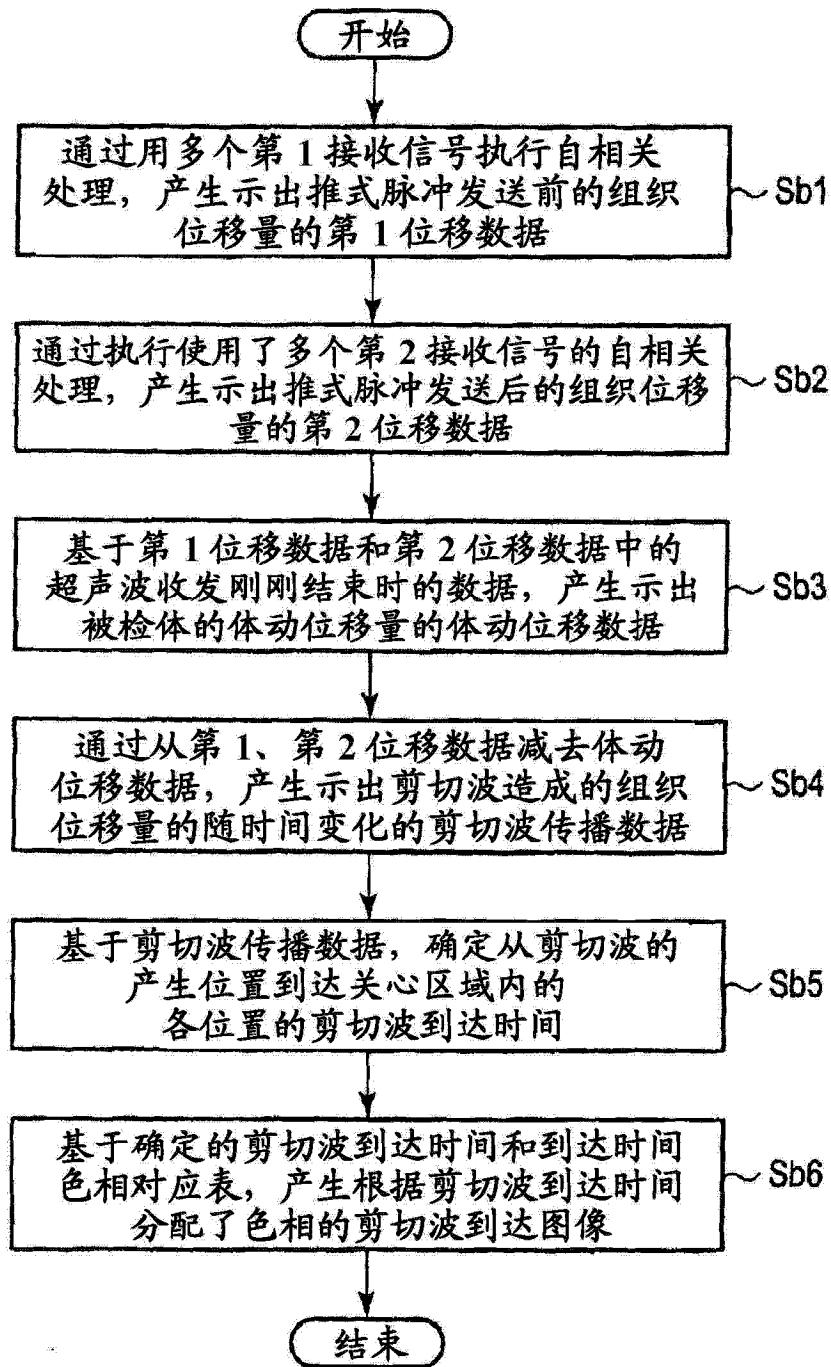 开始
通过用多个第1接收信号执行自相关
处理，产生示出推式脉冲发送前的组织
位移量的第1位移数据
Sb1
通过执行使用了多个第2接收信号的自相关
处理，产生示出推式脉冲发送后的组织位移
量的第2位移数据
Sb2
基于第1位移数据和第2位移数据中的
超声波收发刚刚结束时的数据，产生示出
被检体的体动位移量的体动位移数据
Sb3
通过从第1、第2位移数据减去体动
位移数据，产生示出剪切波造成的组织
位移量的随时间变化的剪切波传播数据
Sb4
基于剪切波传播数据，确定从剪切波的
产生位置到达关心区域内的
各位置的剪切波到达时间
Sb5
基于确定的剪切波到达时间和到达时间
色相对应表，产生根据剪切波到达时间
分配了色相的剪切波到达图像
Sb6
结束